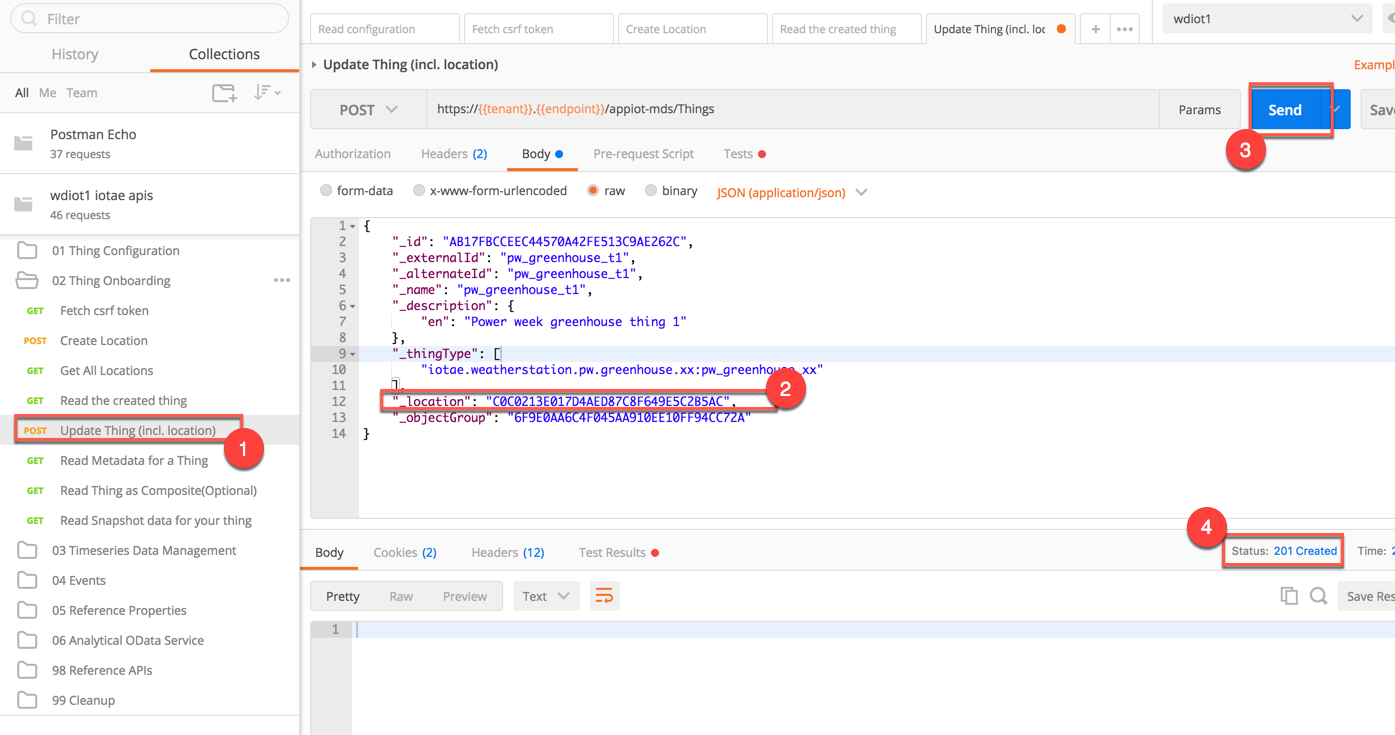 Filter
History Collections
All Me Team
Postman Echo
37 requests
wdiot1 iotae apis
46 requests
01 Thing Configuration
02 Thing Onboarding
GET Fetch csrf token
POST Create Location
GET Get All Locations
GET Read the created thing
POST Update Thing (incl. location)
1
GET Read Metadata for a Thing
GET Read Thing as Composite(Optional)
GET Read Snapshot data for your thing
03 Timeseries Data Management
04 Events
05 Reference Properties
06 Analytical OData Service
98 Reference APIs
99 Cleanup
Read configuration Fetch csrf token Create Location Read the created thing Update Thing (incl. loc + ••• wdiot1
Update Thing (incl. location) Exampl
POST https://{{tenant}}.{{endpoint}}/appiot-mds/Things Params Send Save
3
Authorization Headers (2) Body Pre-request Script Tests
form-data x-www-form-urlencoded raw binary JSON (application/json)
1 {
2 "_id": "AB17FBCCEEC44570A42FE513C9AE262C",
3 "_externalId": "pw_greenhouse_t1",
4 "_alternateId": "pw_greenhouse_t1",
5 "_name": "pw_greenhouse_t1",
6 "_description": {
7 "en": "Power week greenhouse thing 1"
8 },
9 "_thingType": [
10 "iotae.weatherstation.pw.greenhouse.xx:pw_greenhouse_xx"
11 ],
12 "_location": "C0C0213E017D4AED87C8F649E5C2B5AC",
2
13 "_objectGroup": "6F9E0AA6C4F045AA910EE10FF94CC72A"
14 }
4
Body Cookies (2) Headers (12) Test Results Status: 201 Created Time: 2
Pretty Raw Preview Text Save Res
1